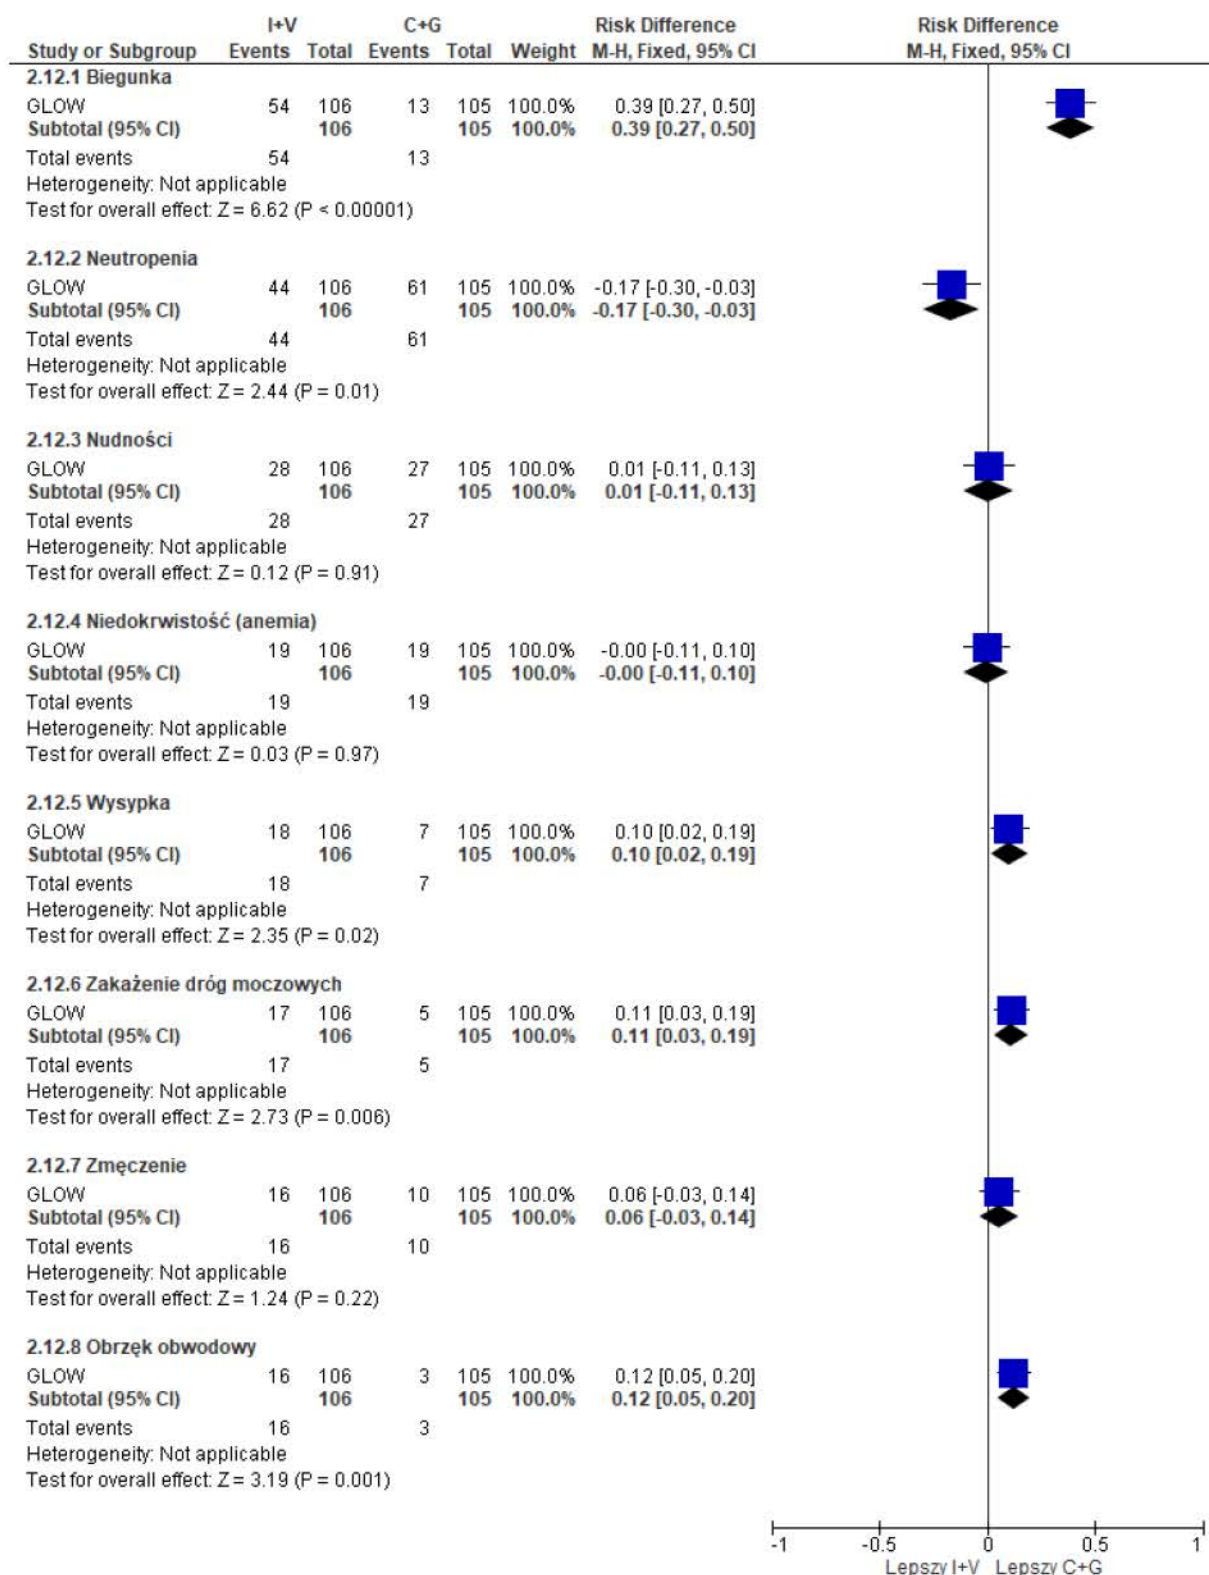 I+V C+G Risk Difference Risk Difference
Study or Subgroup Events Total Events Total Weight M-H, Fixed, 95% CI M-H, Fixed, 95% CI
2.12.1 Biegunka
GLOW 54 106 13 105 100.0% 0.39 [0.27, 0.50]
Subtotal (95% CI) 106 105 100.0% 0.39 [0.27, 0.50]
Total events 54 13
Heterogeneity: Not applicable
Test for overall effect: Z = 6.62 (P < 0.00001)
2.12.2 Neutropenia
GLOW 44 106 61 105 100.0% -0.17 [-0.30, -0.03]
Subtotal (95% CI) 106 105 100.0% -0.17 [-0.30, -0.03]
Total events 44 61
Heterogeneity: Not applicable
Test for overall effect: Z = 2.44 (P = 0.01)
2.12.3 Nudności
GLOW 28 106 27 105 100.0% 0.01 [-0.11, 0.13]
Subtotal (95% CI) 106 105 100.0% 0.01 [-0.11, 0.13]
Total events 28 27
Heterogeneity: Not applicable
Test for overall effect: Z = 0.12 (P = 0.91)
2.12.4 Niedokrwistość (anemia)
GLOW 19 106 19 105 100.0% -0.00 [-0.11, 0.10]
Subtotal (95% CI) 106 105 100.0% -0.00 [-0.11, 0.10]
Total events 19 19
Heterogeneity: Not applicable
Test for overall effect: Z = 0.03 (P = 0.97)
2.12.5 Wysypka
GLOW 18 106 7 105 100.0% 0.10 [0.02, 0.19]
Subtotal (95% CI) 106 105 100.0% 0.10 [0.02, 0.19]
Total events 18 7
Heterogeneity: Not applicable
Test for overall effect: Z = 2.35 (P = 0.02)
2.12.6 Zakażenie dróg moczowych
GLOW 17 106 5 105 100.0% 0.11 [0.03, 0.19]
Subtotal (95% CI) 106 105 100.0% 0.11 [0.03, 0.19]
Total events 17 5
Heterogeneity: Not applicable
Test for overall effect: Z = 2.73 (P = 0.006)
2.12.7 Zmęczenie
GLOW 16 106 10 105 100.0% 0.06 [-0.03, 0.14]
Subtotal (95% CI) 106 105 100.0% 0.06 [-0.03, 0.14]
Total events 16 10
Heterogeneity: Not applicable
Test for overall effect: Z = 1.24 (P = 0.22)
2.12.8 Obrzęk obwodowy
GLOW 16 106 3 105 100.0% 0.12 [0.05, 0.20]
Subtotal (95% CI) 106 105 100.0% 0.12 [0.05, 0.20]
Total events 16 3
Heterogeneity: Not applicable
Test for overall effect: Z = 3.19 (P = 0.001)
-1 -0.5 0 0.5 1
Lepszy I+V Lepszy C+G